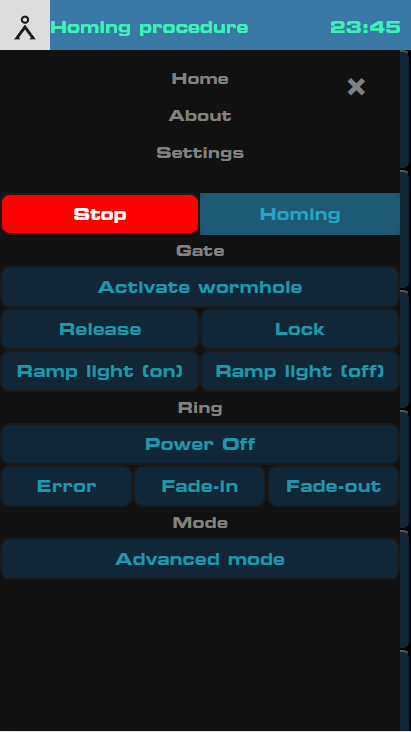 Homing procedure 23:45
Home
×
About
Settings
Stop Homing
Gate
Activate wormhole
Release Lock
Ramp light (on) Ramp light (off)
Ring
Power Off
Error Fade-in Fade-out
Mode
Advanced mode